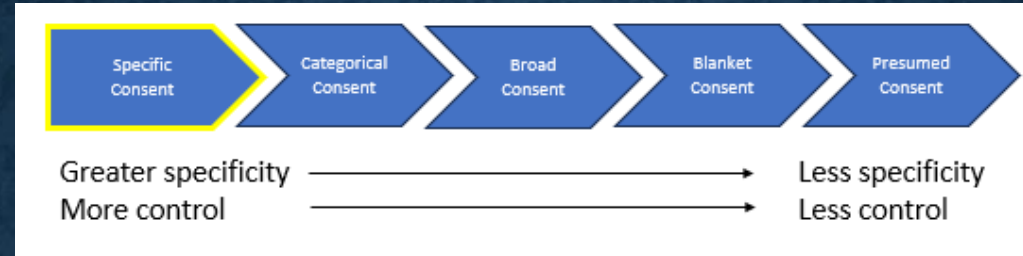 Specific
Consent
Categorical
Consent
Broad
Consent
Blanket
Consent
Presumed
Consent
Greater specificity
Less specificity
More control
Less control